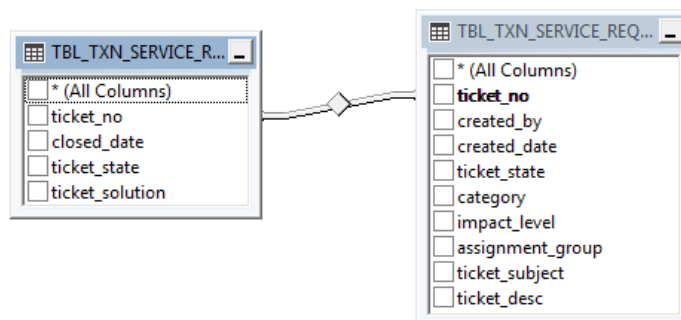 TBL_TXN_SERVICE_R...
* (All Columns)
ticket_no
closed_date
ticket_state
ticket_solution
TBL_TXN_SERVICE_REQ...
* (All Columns)
ticket_no
created_by
created_date
ticket_state
category
impact_level
assignment_group
ticket_subject
ticket_desc